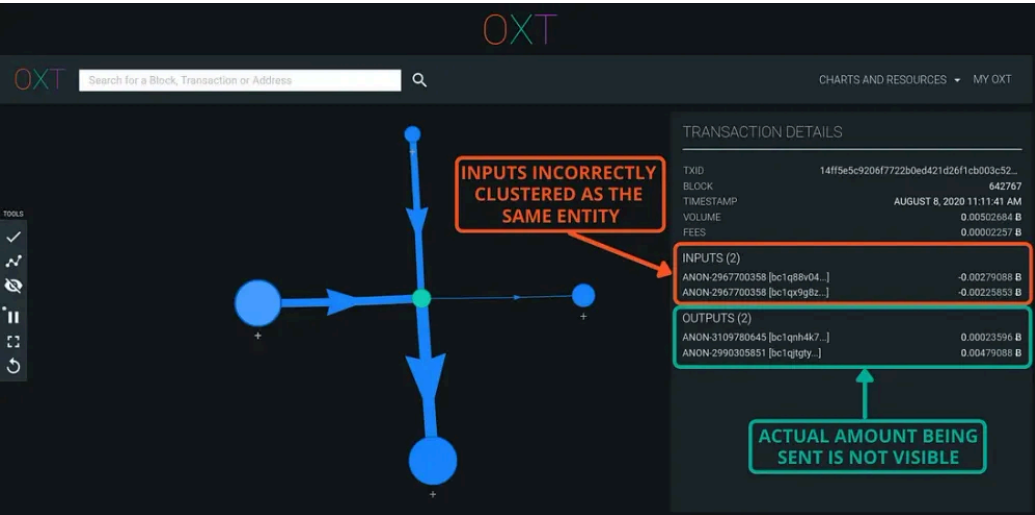 OXT
OXT
Search for a Block, Transaction or Address
CHARTS AND RESOURCES
MY OXT
TOOLS
TRANSACTION DETAILS
TXID 14ff5e5c9206f7722b0ed421d26f1cb003c52...
BLOCK 642767
TIMESTAMP AUGUST 8, 2020 11:11:41 AM
VOLUME 0.00502684 Ƀ
FEES 0.00002257 Ƀ
INPUTS INCORRECTLY
CLUSTERED AS THE
SAME ENTITY
INPUTS (2)
ANON-2967700358 [bc1q88v04...] -0.00279088 Ƀ
ANON-2967700358 [bc1qx9g8z...] -0.00225853 Ƀ
OUTPUTS (2)
ANON-3109780645 [bc1qnh4k7...] 0.00023596 Ƀ
ANON-2990305851 [bc1qjtgty...] 0.00479088 Ƀ
ACTUAL AMOUNT BEING
SENT IS NOT VISIBLE